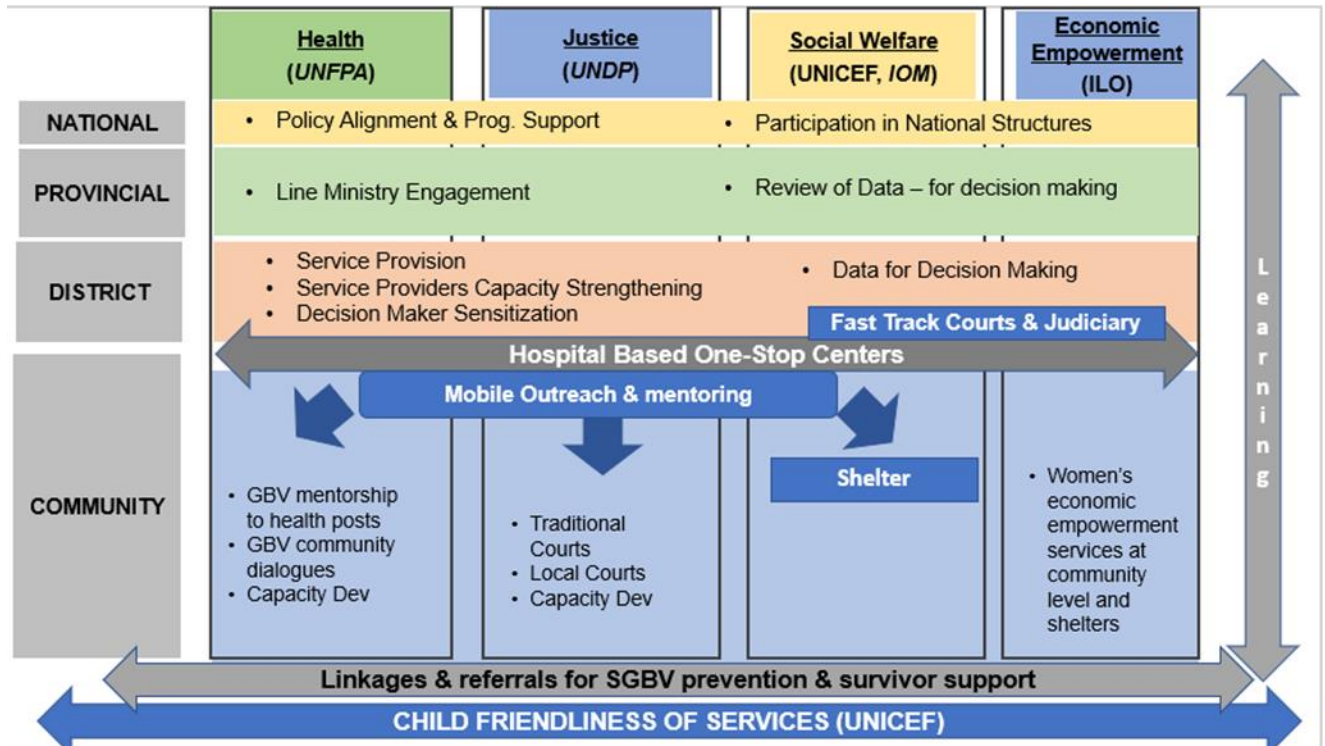 Health
(UNFPA)
Justice
(UNDP)
Social Welfare
(UNICEF, IOM)
Economic
Empowerment
(ILO)
NATIONAL
• Policy Alignment & Prog. Support
• Participation in National Structures
PROVINCIAL
• Line Ministry Engagement
• Review of Data – for decision making
DISTRICT
• Service Provision
• Service Providers Capacity Strengthening
• Decision Maker Sensitization
• Data for Decision Making
Fast Track Courts & Judiciary
Hospital Based One-Stop Centers
Mobile Outreach & mentoring
COMMUNITY
• GBV mentorship
to health posts
• GBV community
dialogues
• Capacity Dev
• Traditional
Courts
• Local Courts
• Capacity Dev
Shelter
• Women's
economic
empowerment
services at
community
level and
shelters
Learning
Linkages & referrals for SGBV prevention & survivor support
CHILD FRIENDLINESS OF SERVICES (UNICEF)